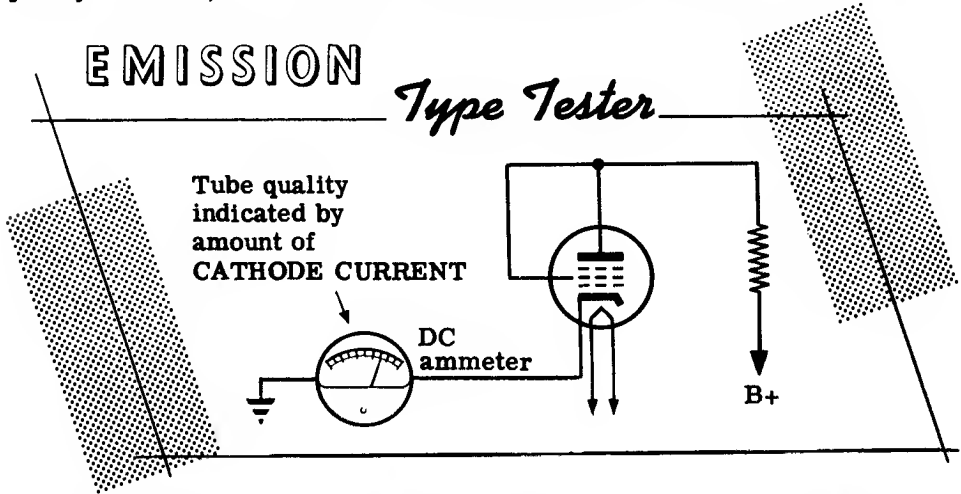 EMISSION
Type Tester
Tube quality
indicated by
amount of
CATHODE CURRENT
DC
ammeter
B+